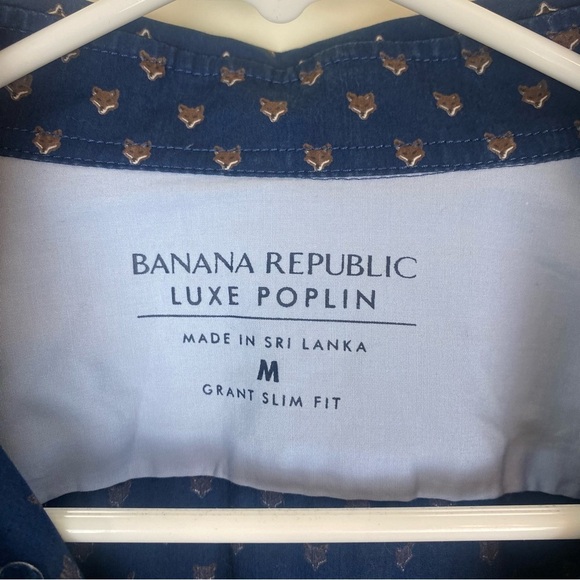 BANANA REPUBLIC
LUXE POPLIN
MADE IN SRI LANKA
M
GRANT SLIM FIT